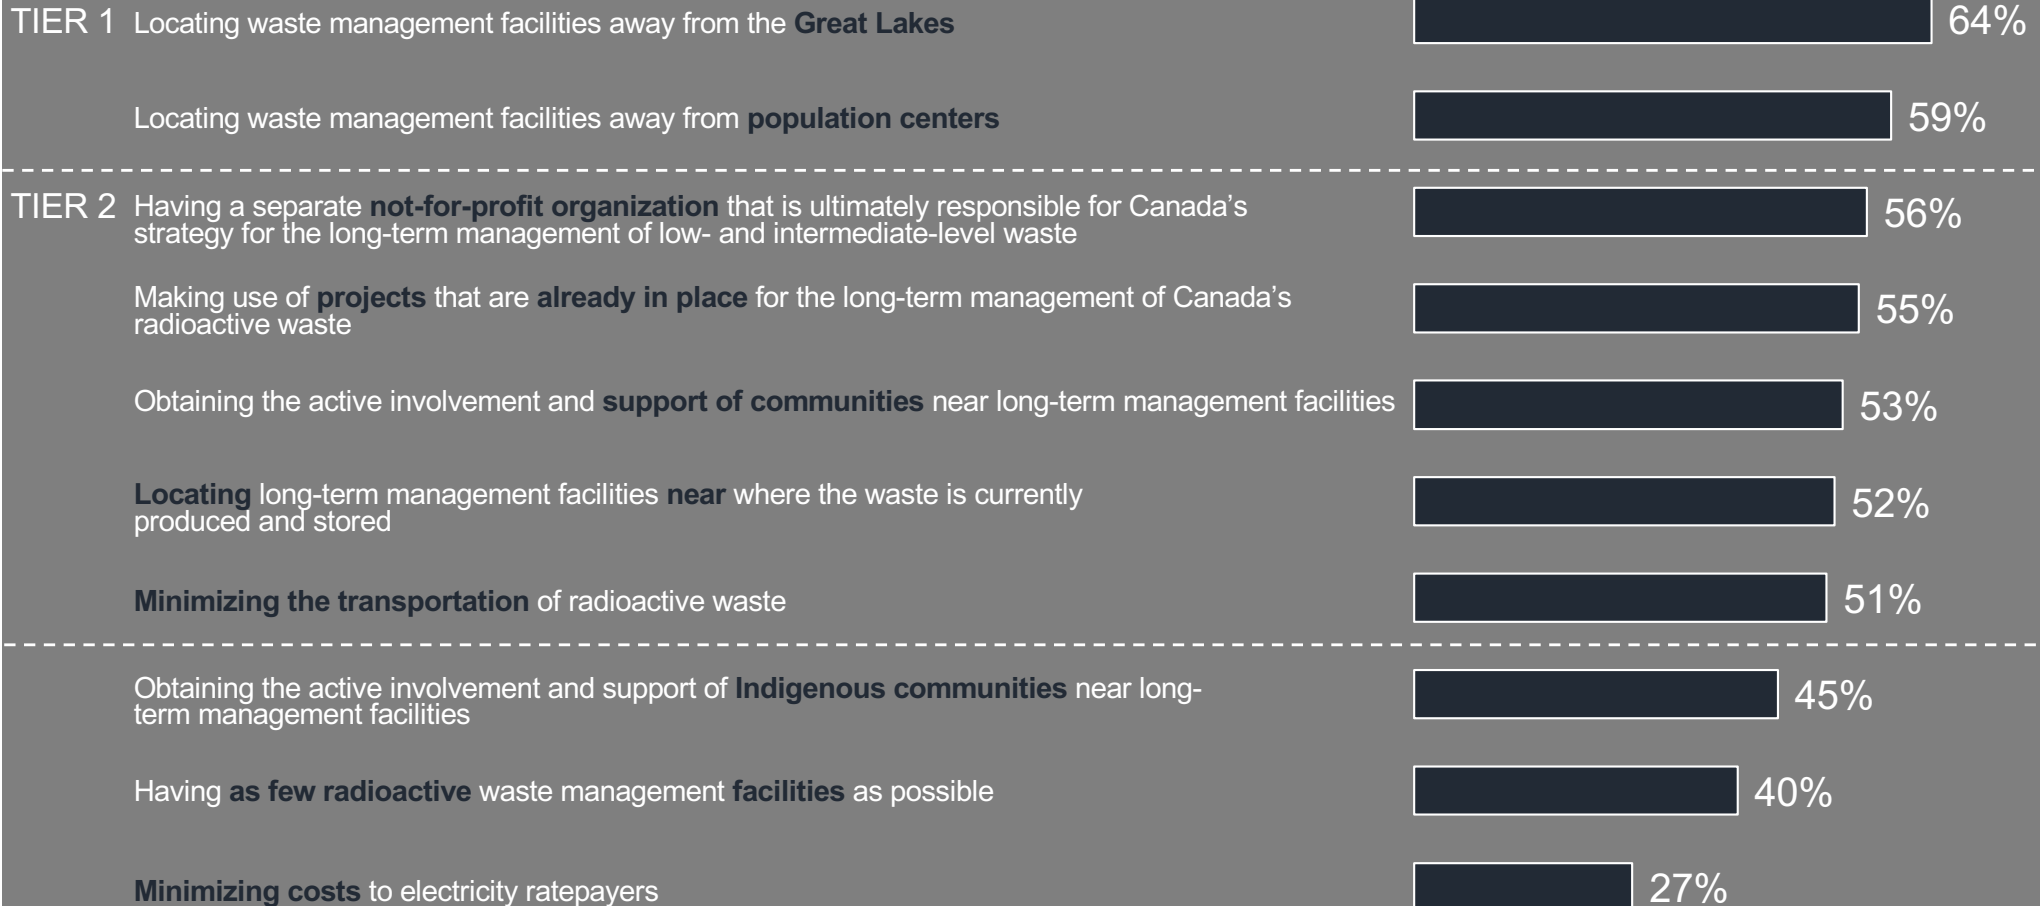 TIER 1 Locating waste management facilities away from the Great Lakes 64%
Locating waste management facilities away from population centers 59%
TIER 2 Having a separate not-for-profit organization that is ultimately responsible for Canada’s
strategy for the long-term management of low- and intermediate-level waste 56%
Making use of projects that are already in place for the long-term management of Canada’s
radioactive waste 55%
Obtaining the active involvement and support of communities near long-term management facilities 53%
Locating long-term management facilities near where the waste is currently
produced and stored 52%
Minimizing the transportation of radioactive waste 51%
Obtaining the active involvement and support of Indigenous communities near long-
term management facilities 45%
Having as few radioactive waste management facilities as possible 40%
Minimizing costs to electricity ratepayers 27%